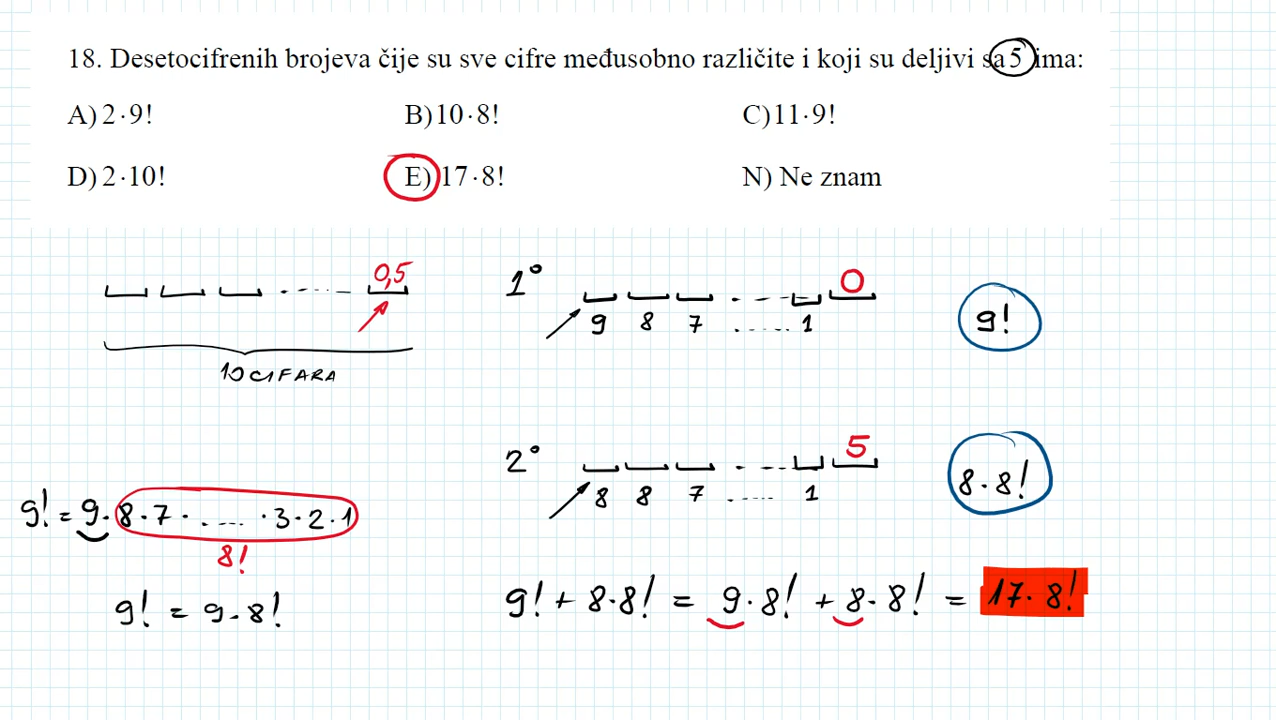 18. Desetocifrenih brojeva čije su sve cifre međusobno različite i koji su deljivi sa 5 ima:
A) 2·9! B) 10·8! C) 11·9!
D) 2·10! E) 17·8! N) Ne znam
0,5
10 CIFARA
1° 0
9 8 7 ...... 1
9!
2° 5
8 8 7 ...... 1
8·8!
9! = 9·8·7· ...... ·3·2·1
8!
9! = 9·8!
9! + 8·8! = 9·8! + 8·8! = 17·8!